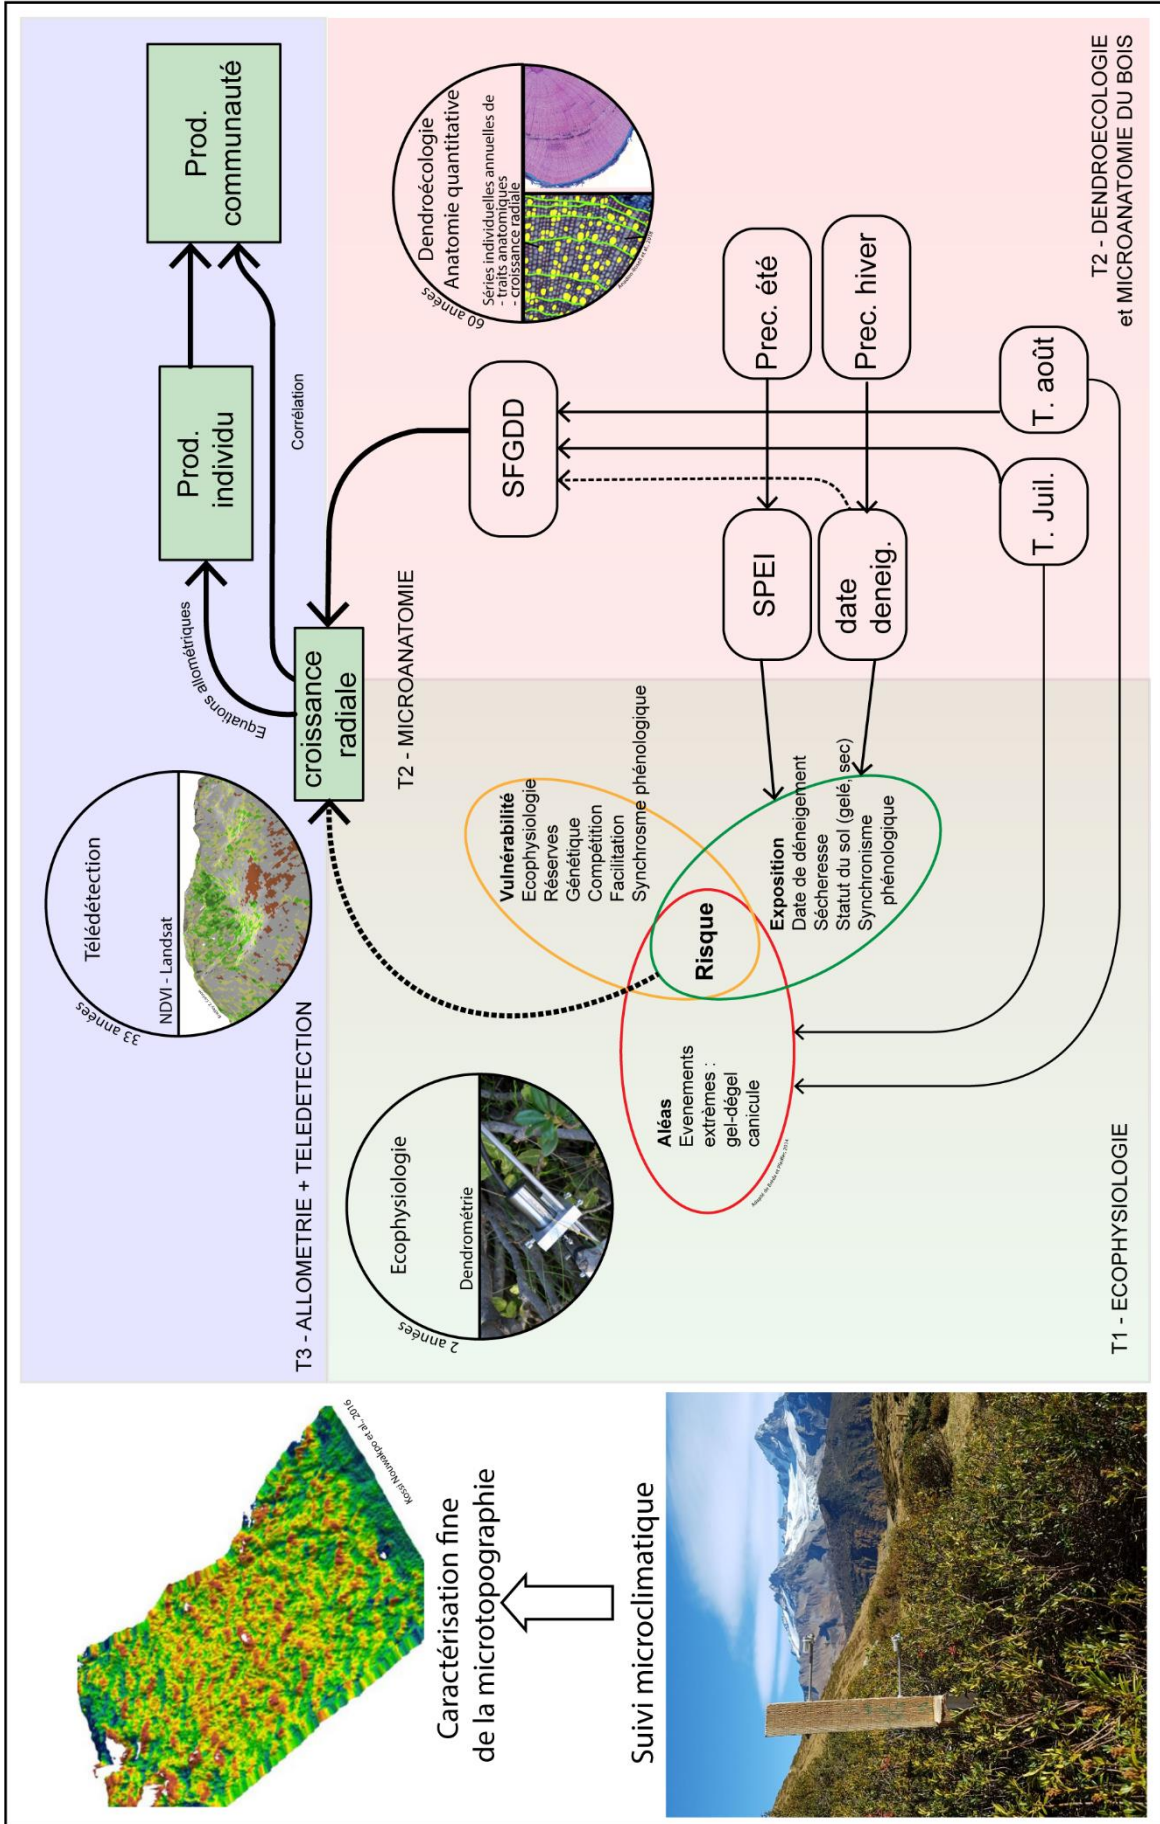 Kossi Nouwakpo et al., 2016
Caractérisation fine
de la microtopographie
Suivi microclimatique
T3 - ALLOMETRIE + TELEDETECTION
33 années
Télédétection
NDVI - Landsat
Equations allométriques
Prod.
individu
Corrélation
Prod.
communauté
croissance
radiale
T2 - MICROANATOMIE
2 années
Ecophysiologie
Dendrométrie
Vulnérabilité
Ecophysiologie
Réserves
Génétique
Compétition
Facilitation
Synchrosme phénologique
Aléas
Evenements
extrèmes :
gel-dégel
canicule
Risque
Exposition
Date de déneigement
Sécheresse
Statut du sol (gelé, sec)
Synchronisme
phénologique
T1 - ECOPHYSIOLOGIE
60 années
Dendroécologie
Anatomie quantitative
Séries individuelles annuelles de
- traits anatomiques
- croissance radiale
SFGDD
SPEI
Prec. été
date
deneig.
Prec. hiver
T. Juil.
T. août
T2 - DENDROECOLOGIE
et MICROANATOMIE DU BOIS